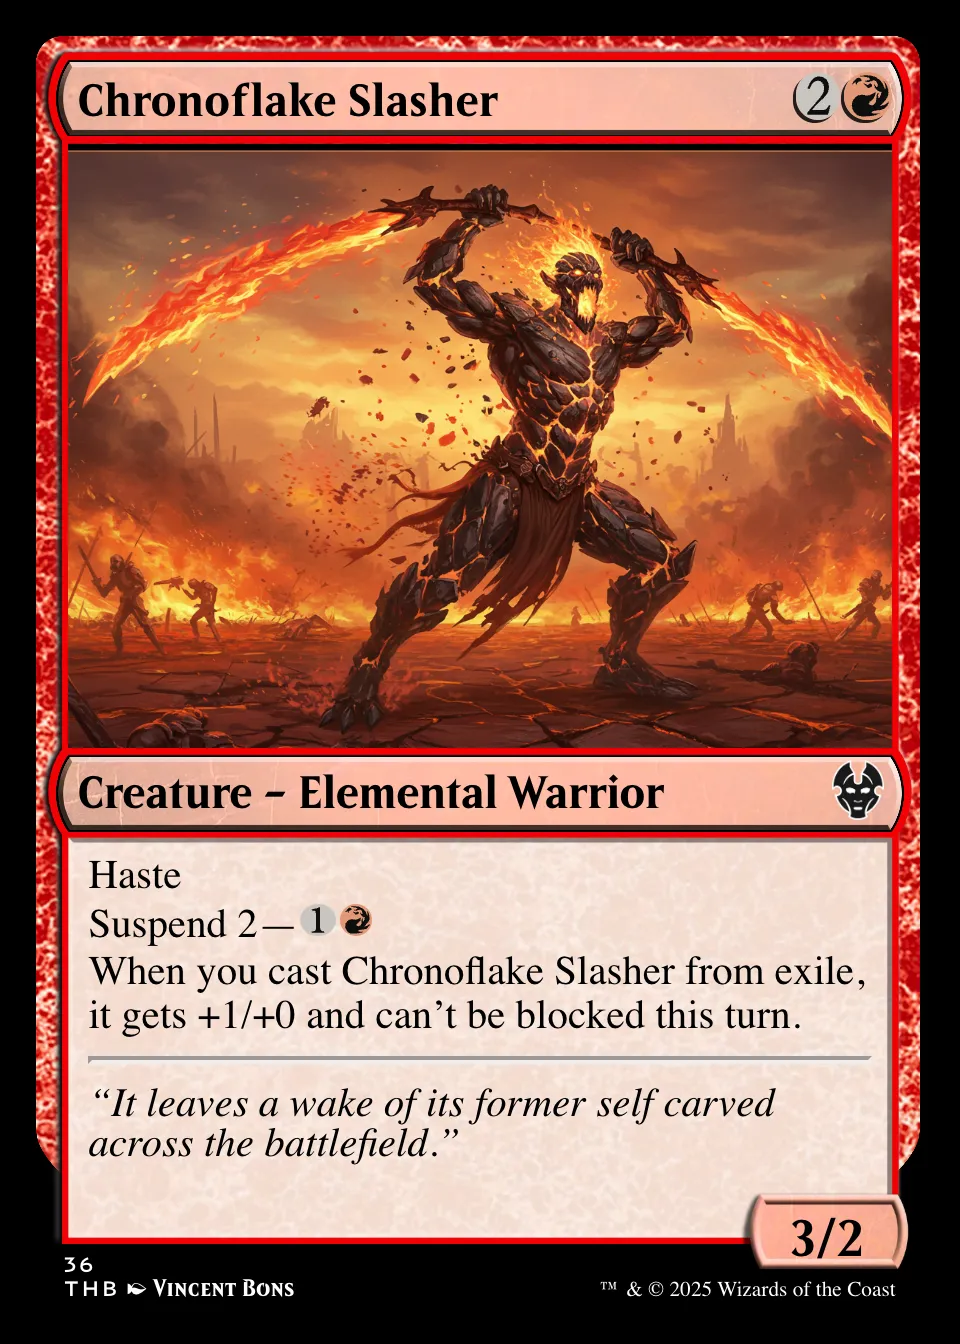 Chronoflake Slasher 2
Creature – Elemental Warrior
Haste
Suspend 2—1
When you cast Chronoflake Slasher from exile,
it gets +1/+0 and can’t be blocked this turn.
“It leaves a wake of its former self carved
across the battlefield.”
3/2
36
THB Vincent Bons
™ & © 2025 Wizards of the Coast